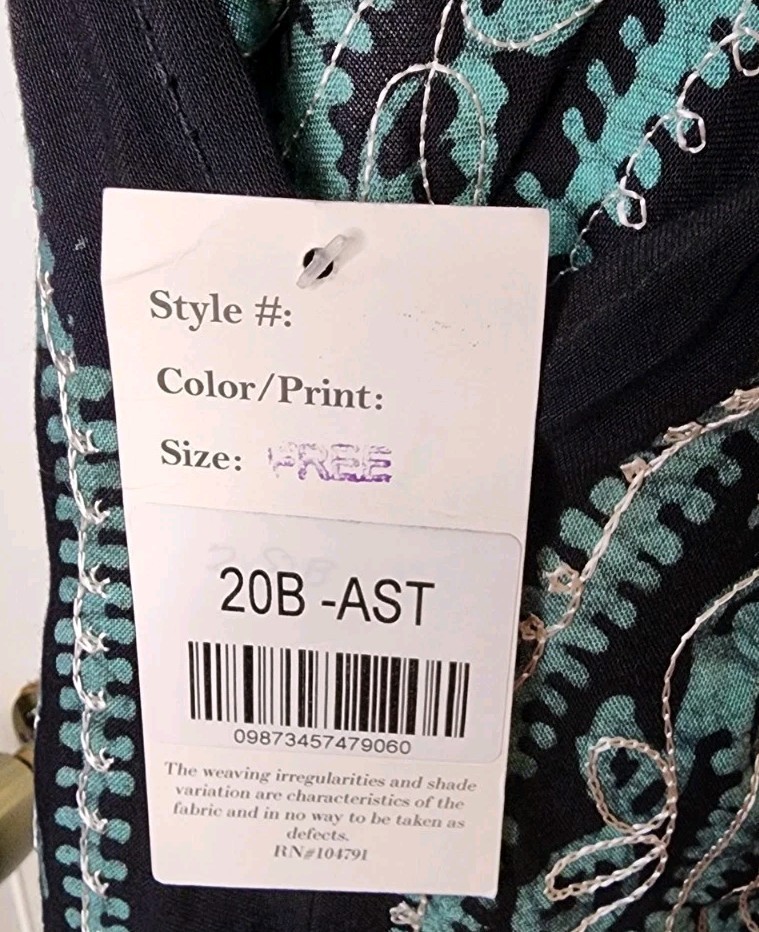 Style #:
Color/Print:
Size: FREE
20B -AST
09873457479060
The weaving irregularities and shade
variation are characteristics of the
fabric and in no way to be taken as
defects.
RN#104791